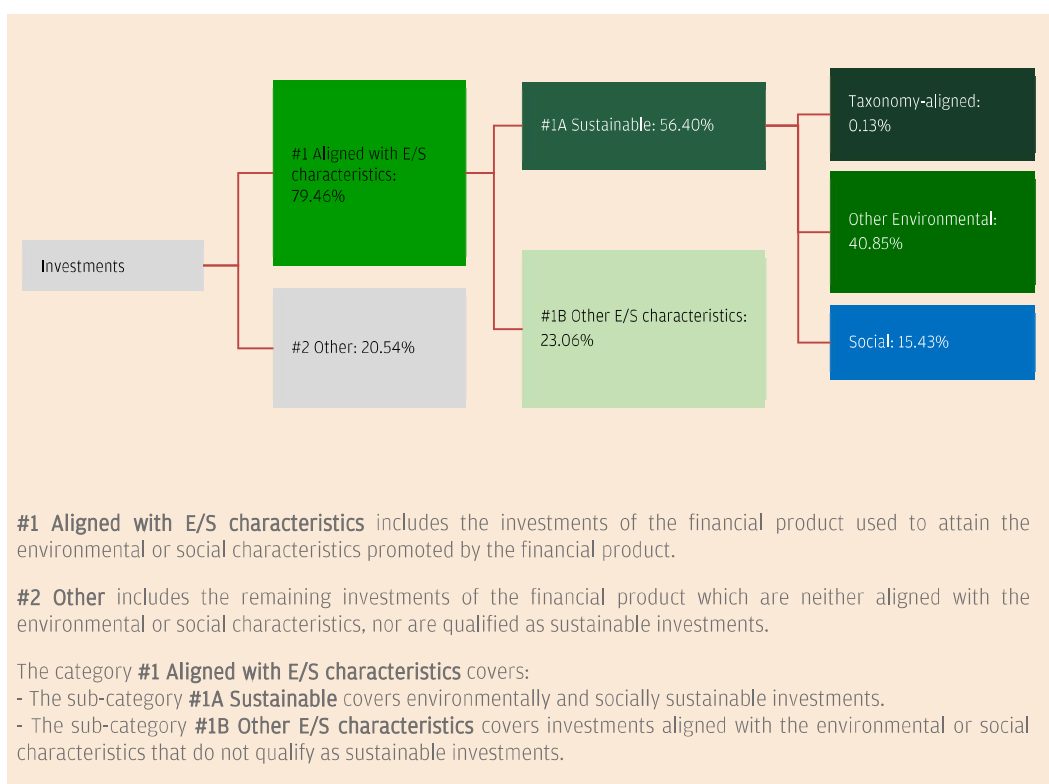 Investments
#1 Aligned with E/S
characteristics:
79.46%
#2 Other: 20.54%
#1A Sustainable: 56.40%
#1B Other E/S characteristics:
23.06%
Taxonomy-aligned:
0.13%
Other Environmental:
40.85%
Social: 15.43%
#1 Aligned with E/S characteristics includes the investments of the financial product used to attain the
environmental or social characteristics promoted by the financial product.
#2 Other includes the remaining investments of the financial product which are neither aligned with the
environmental or social characteristics, nor are qualified as sustainable investments.
The category #1 Aligned with E/S characteristics covers:
- The sub-category #1A Sustainable covers environmentally and socially sustainable investments.
- The sub-category #1B Other E/S characteristics covers investments aligned with the environmental or social
characteristics that do not qualify as sustainable investments.